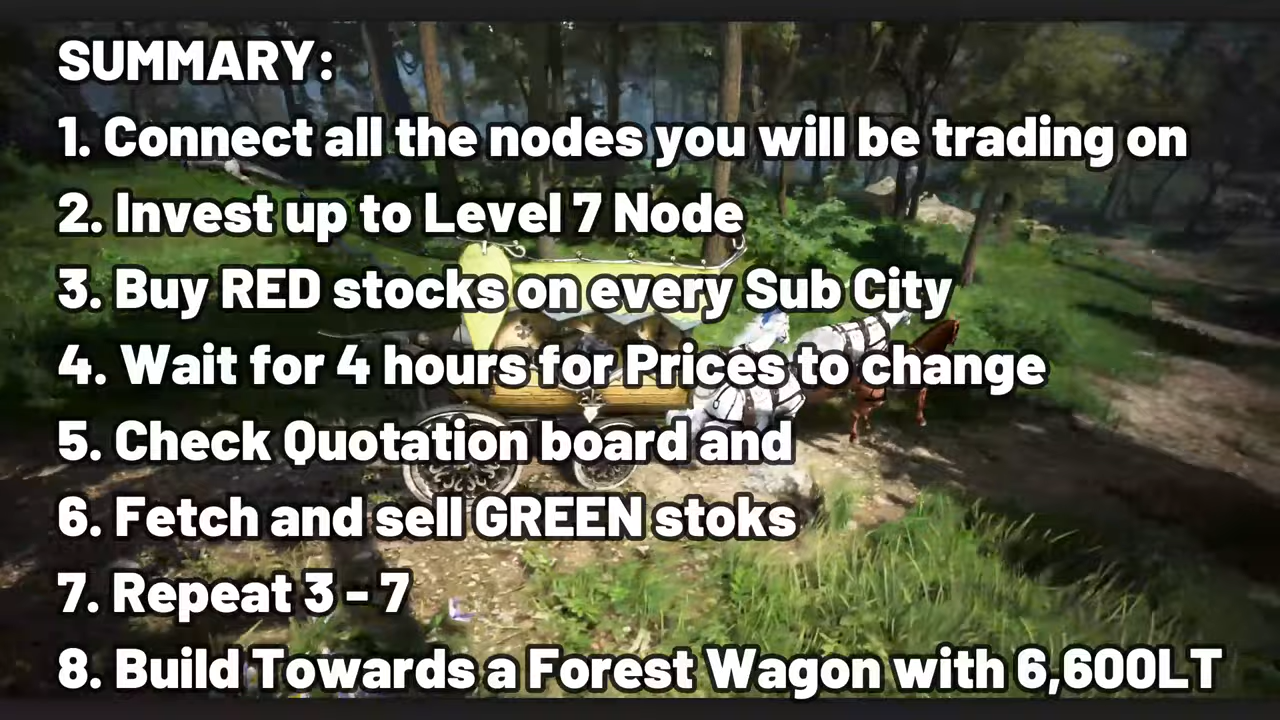 SUMMARY:
1. Connect all the nodes you will be trading on
2. Invest up to Level 7 Node
3. Buy RED stocks on every Sub City
4. Wait for 4 hours for Prices to change
5. Check Quotation board and
6. Fetch and sell GREEN stoks
7. Repeat 3 - 7
8. Build Towards a Forest Wagon with 6,600LT